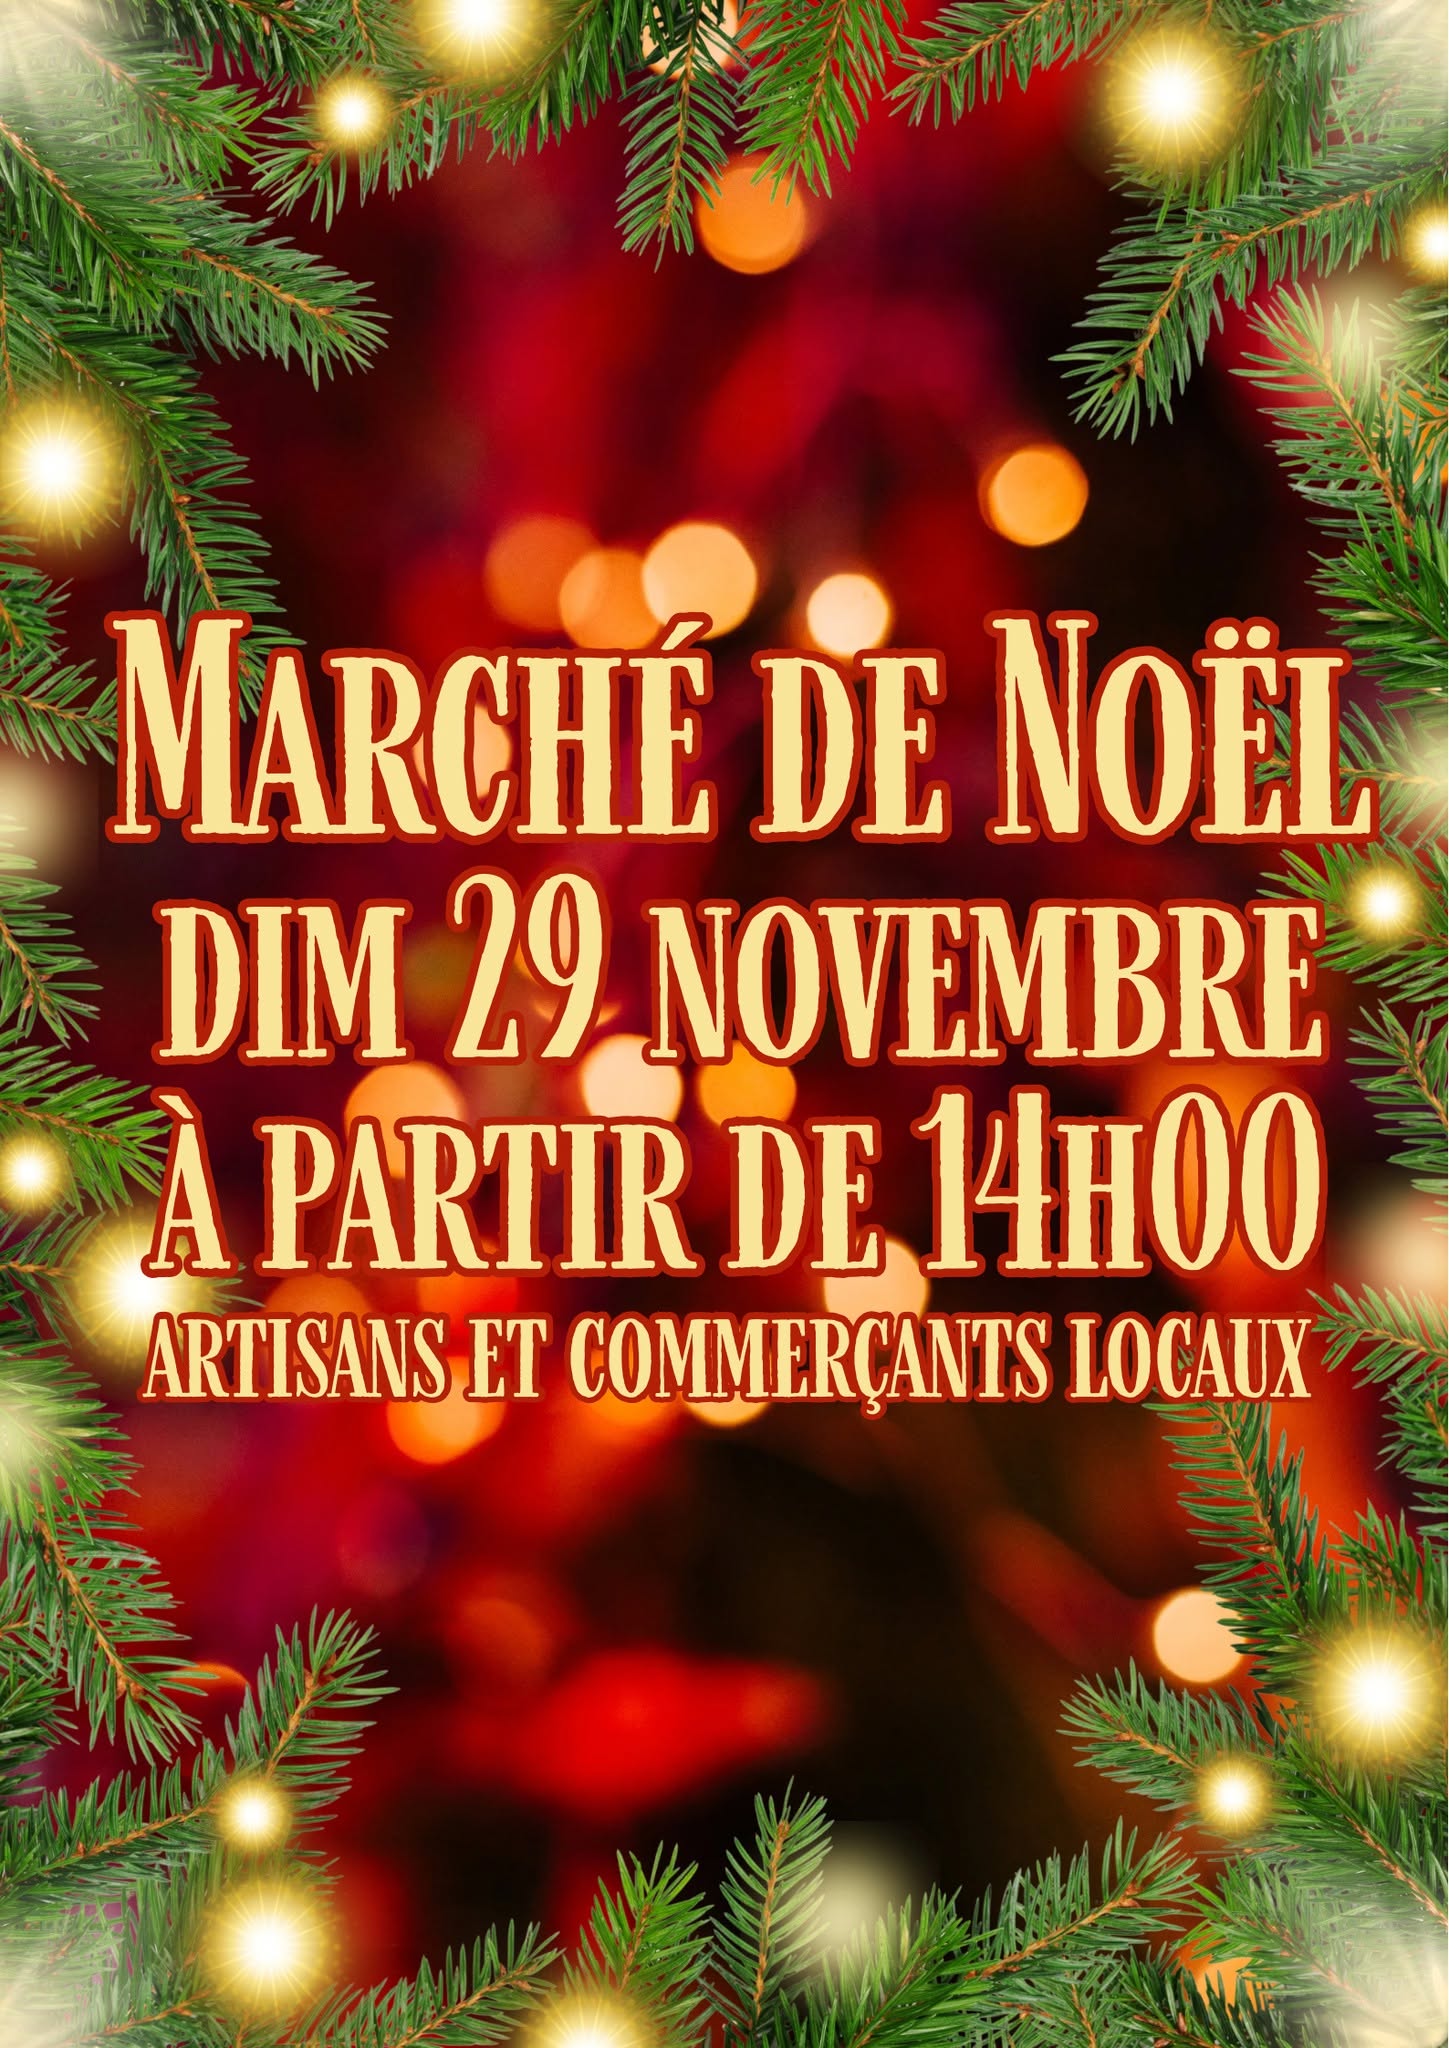 Marché de Noël
dim 29 novembre
à partir de 14h00
artisans et commerçants locaux